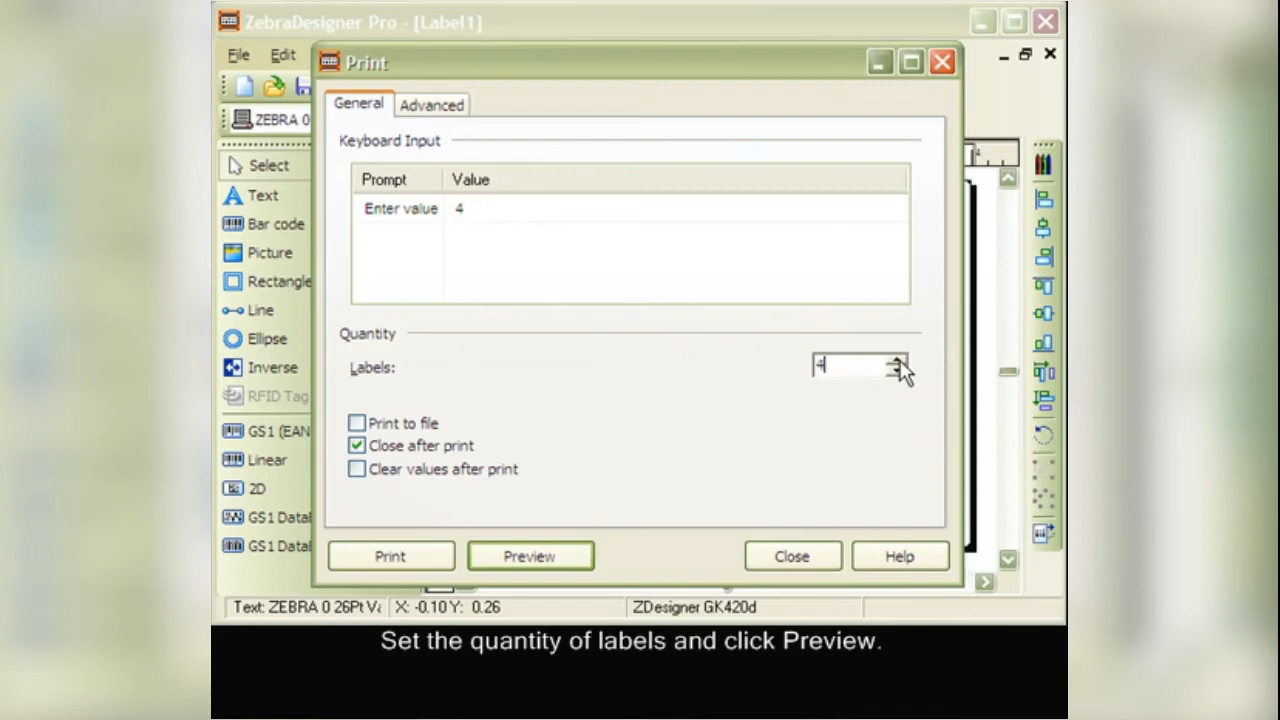 ZebraDesigner Pro - [Label1]
File Edit
Print
General Advanced
ZEBRA 0
Keyboard Input
Select
Prompt Value
Text
Enter value 4
Bar code
Picture
Rectangle
Line
Quantity
Ellipse
Labels: 4
Inverse
RFID Tag
Print to file
GS1 (EAN
Close after print
Linear
Clear values after print
2D
GS1 Data
GS1 Data
Print Preview Close Help
Text: ZEBRA 0 26Pt X: -0.10 Y: 0.26 ZDesigner GK420d
Set the quantity of labels and click Preview.